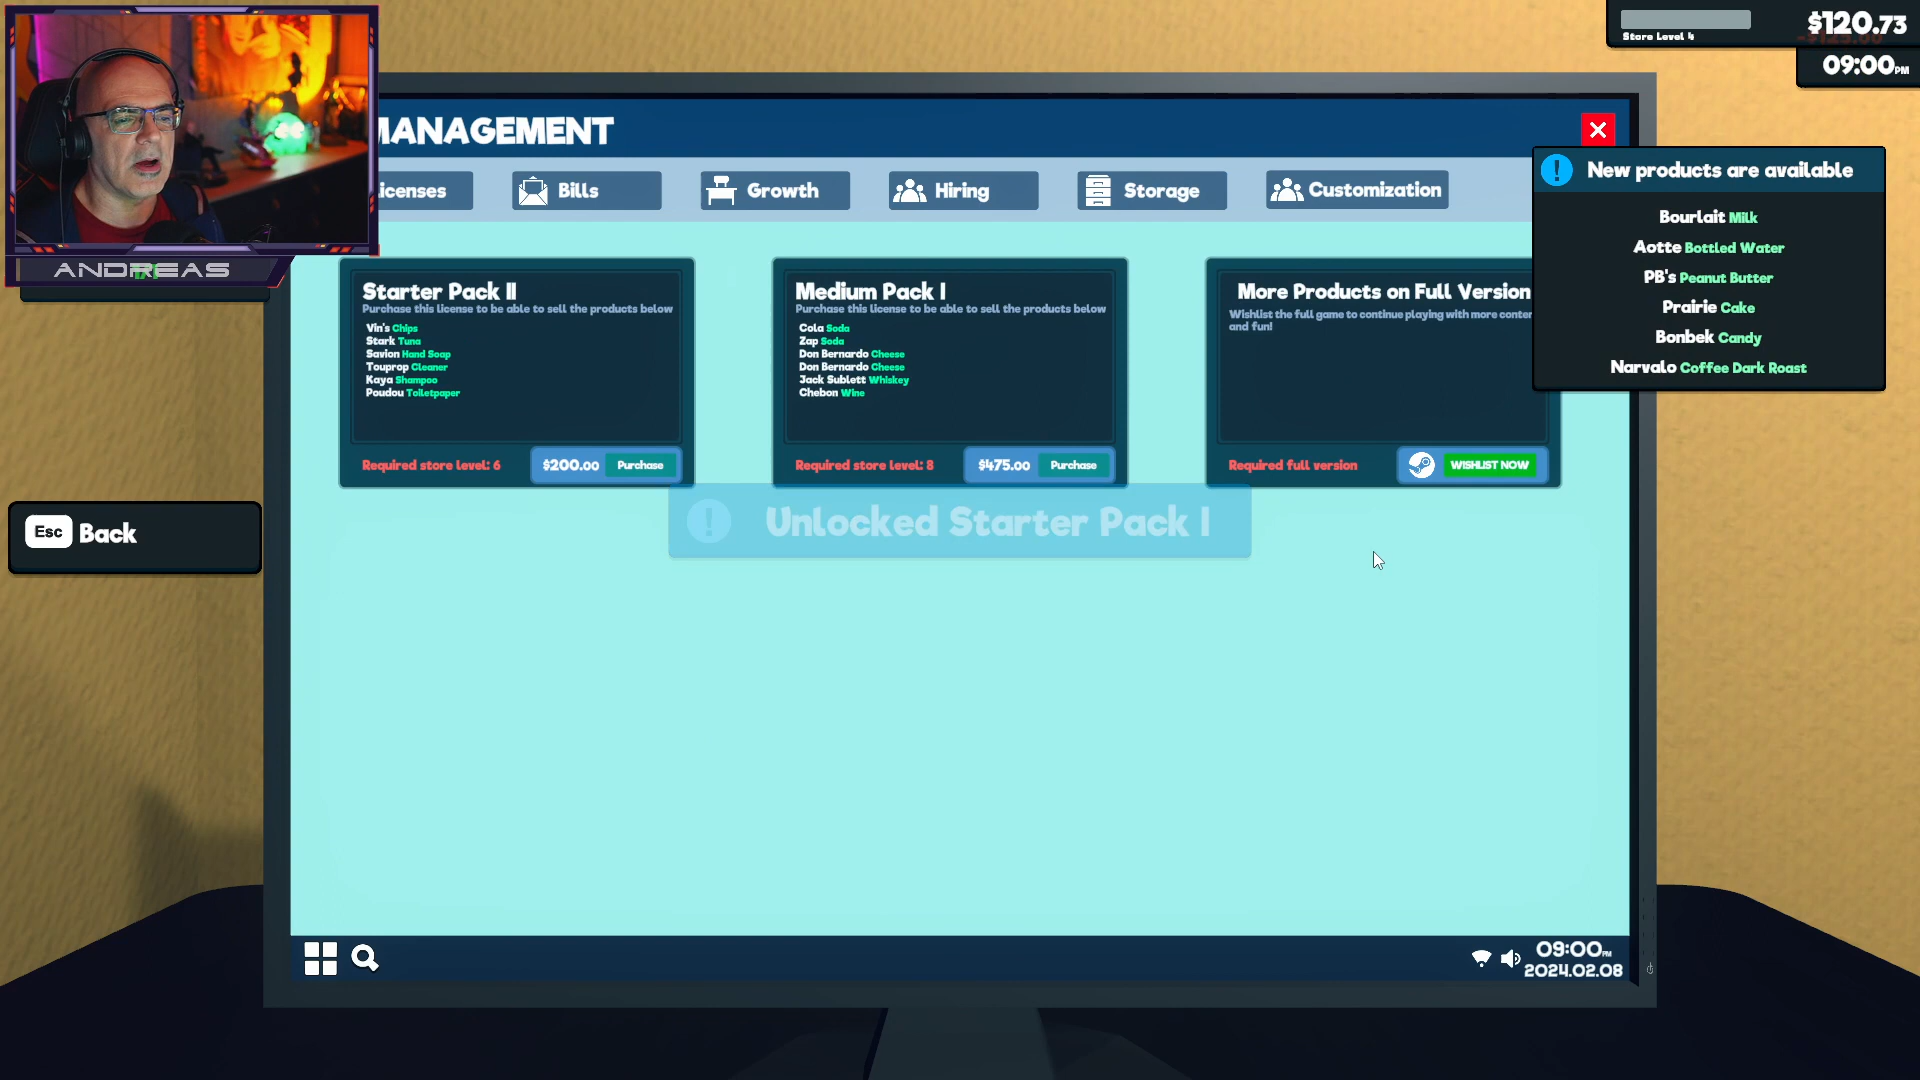 $120.73
Store Level 4
09:00PM
MANAGEMENT
Licenses
Bills
Growth
Hiring
Storage
Customization
New products are available
Bourlait Milk
Aotte Bottled Water
PB's Peanut Butter
Prairie Cake
Bonbek Candy
Narvalo Coffee Dark Roast
ANDREAS
Starter Pack II
Purchase this license to be able to sell the products below
Vin's Chips
Stark Tuna
Savion Hand Soap
Touprop Cleaner
Kaya Shampoo
Poudou Toiletpaper
Required store level: 6
$200.00
Purchase
Medium Pack I
Purchase this license to be able to sell the products below
Cola Soda
Zap Soda
Don Bernardo Cheese
Don Bernardo Cheese
Jack Sublett Whiskey
Chebon Wine
Required store level: 8
$475.00
Purchase
More Products on Full Version
Wishlist the full game to continue playing with more
and fun!
Required full version
WISHLIST NOW
Unlocked Starter Pack I
Esc Back
09:00PM
2024.02.08